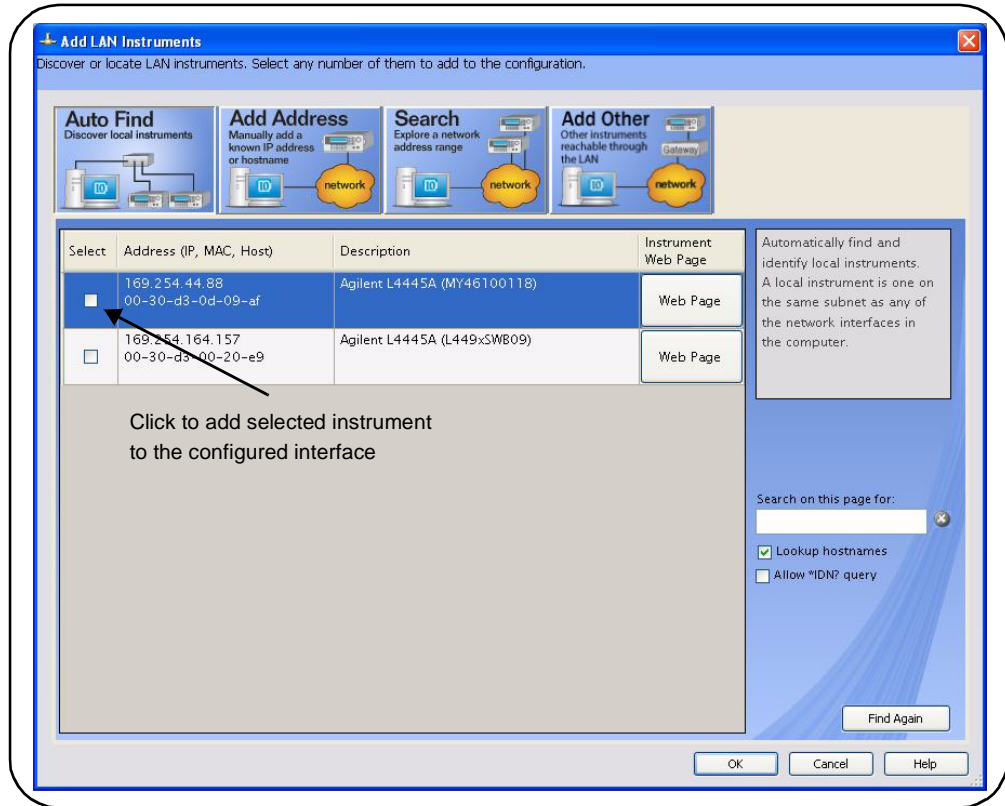 Add LAN Instruments
Discover or locate LAN instruments. Select any number of them to add to the configuration.
Auto Find
Discover local instruments
IO
Add Address
Manually add a
known IP address
or hostname
IO
network
Search
Explore a network
address range
IO
network
Add Other
Other instruments
reachable through
the LAN
Gateway
IO
network
Select
Address (IP, MAC, Host)
Description
Instrument
Web Page
169.254.44.88
00-30-d3-0d-09-af
Agilent L4445A (MY46100118)
Web Page
169.254.164.157
00-30-d3-00-20-e9
Agilent L4445A (L449xSWB09)
Web Page
Click to add selected instrument
to the configured interface
Automatically find and
identify local instruments.
A local instrument is one on
the same subnet as any of
the network interfaces in
the computer.
Search on this page for:
Lookup hostnames
Allow *IDN? query
Find Again
OK
Cancel
Help